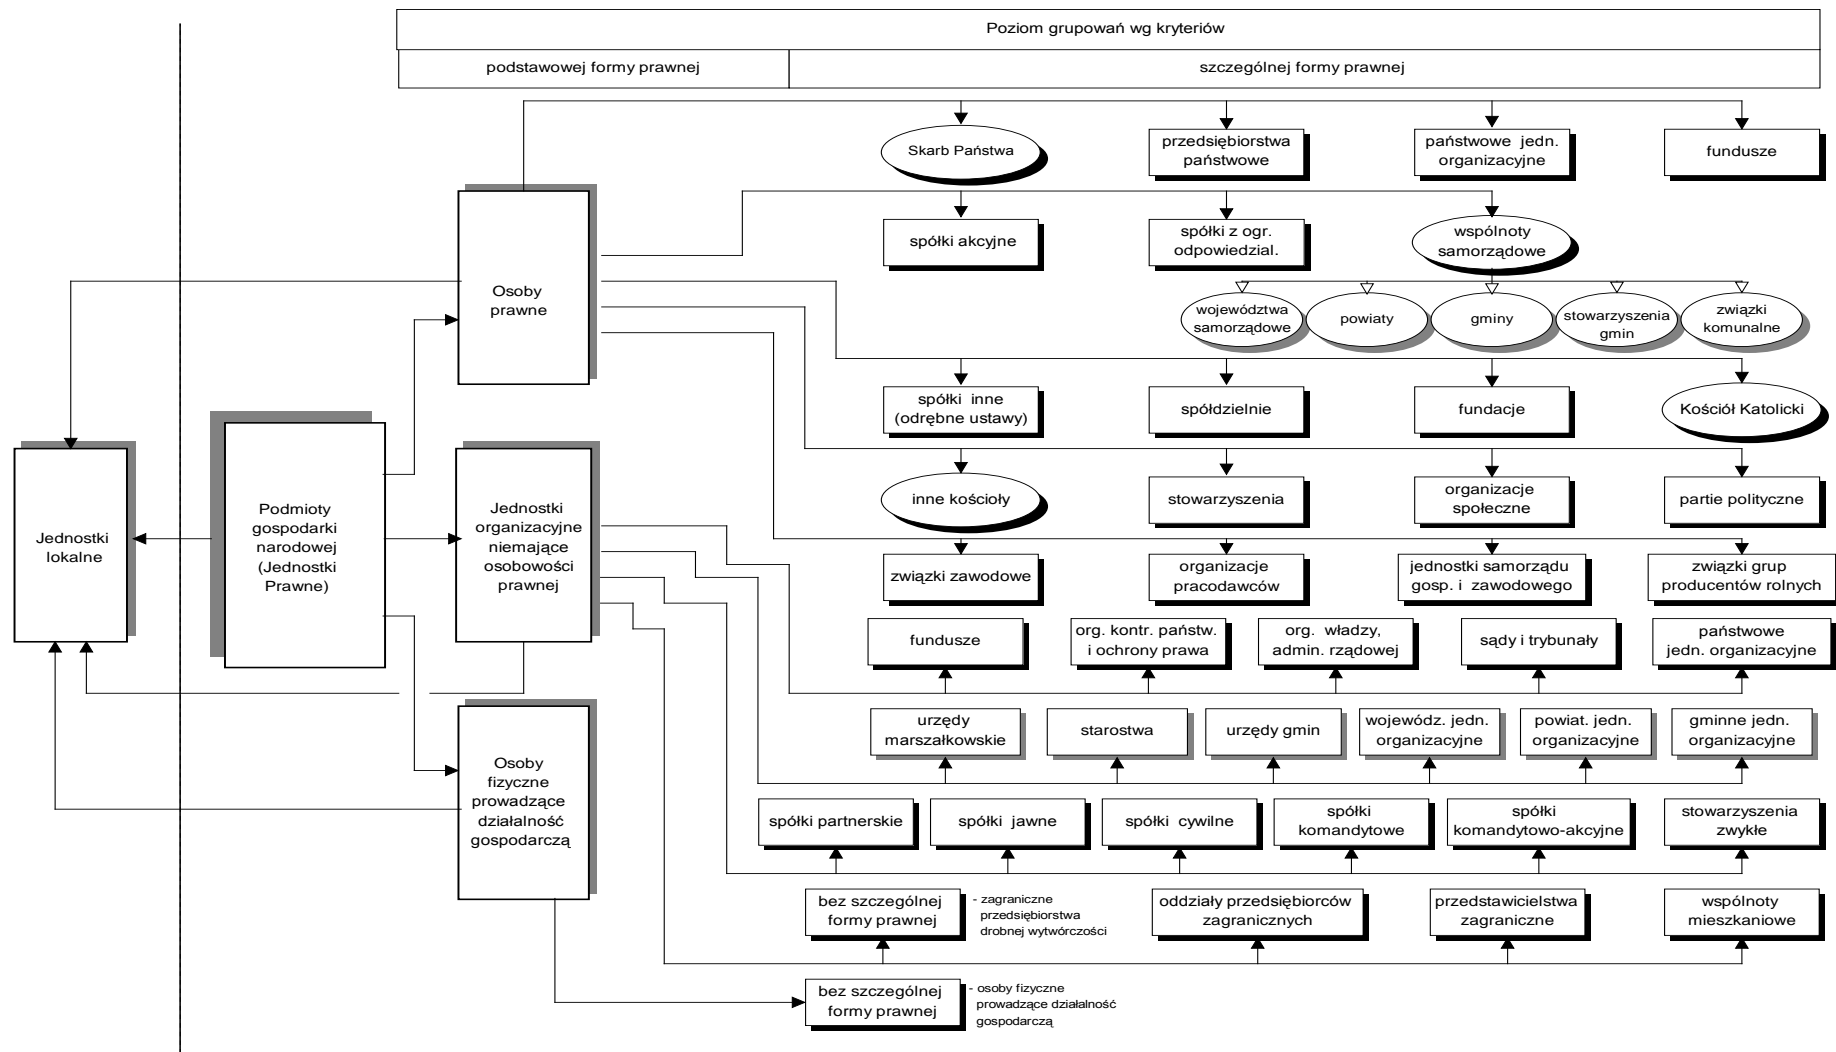 Poziom grupowań wg kryteriów
podstawowej formy prawnej
szczególnej formy prawnej
Skarb Państwa
przedsiębiorstwa
państwowe
państwowe jedn.
organizacyjne
fundusze
spółki akcyjne
spółki z ogr.
odpowiedzial.
wspólnoty
samorządowe
Osoby
prawne
województwa
samorządowe
powiaty
gminy
stowarzyszenia
gmin
związki
komunalne
spółki inne
(odrębne ustawy)
spółdzielnie
fundacje
Kościół Katolicki
inne kościoły
stowarzyszenia
organizacje
społeczne
partie polityczne
Jednostki
lokalne
Podmioty
gospodarki
narodowej
(Jednostki
Prawne)
Jednostki
organizacyjne
niemające
osobowości
prawnej
związki zawodowe
organizacje
pracodawców
jednostki samorządu
gosp. i zawodowego
związki grup
producentów rolnych
fundusze
org. kontr. państw.
i ochrony prawa
org. władzy,
admin. rządowej
sądy i trybunały
państwowe
jedn. organizacyjne
urzędy
marszałkowskie
starostwa
urzędy gmin
wojewódz. jedn.
organizacyjne
powiat. jedn.
organizacyjne
gminne jedn.
organizacyjne
Osoby
fizyczne
prowadzące
działalność
gospodarczą
spółki partnerskie
spółki jawne
spółki cywilne
spółki
komandytowe
spółki
komandytowo-akcyjne
stowarzyszenia
zwykłe
bez szczególnej
formy prawnej
- zagraniczne
przedsiębiorstwa
drobnej wytwórczości
oddziały przedsiębiorców
zagranicznych
przedstawicielstwa
zagraniczne
wspólnoty
mieszkaniowe
bez szczególnej
formy prawnej
- osoby fizyczne
prowadzące działalność
gospodarczą